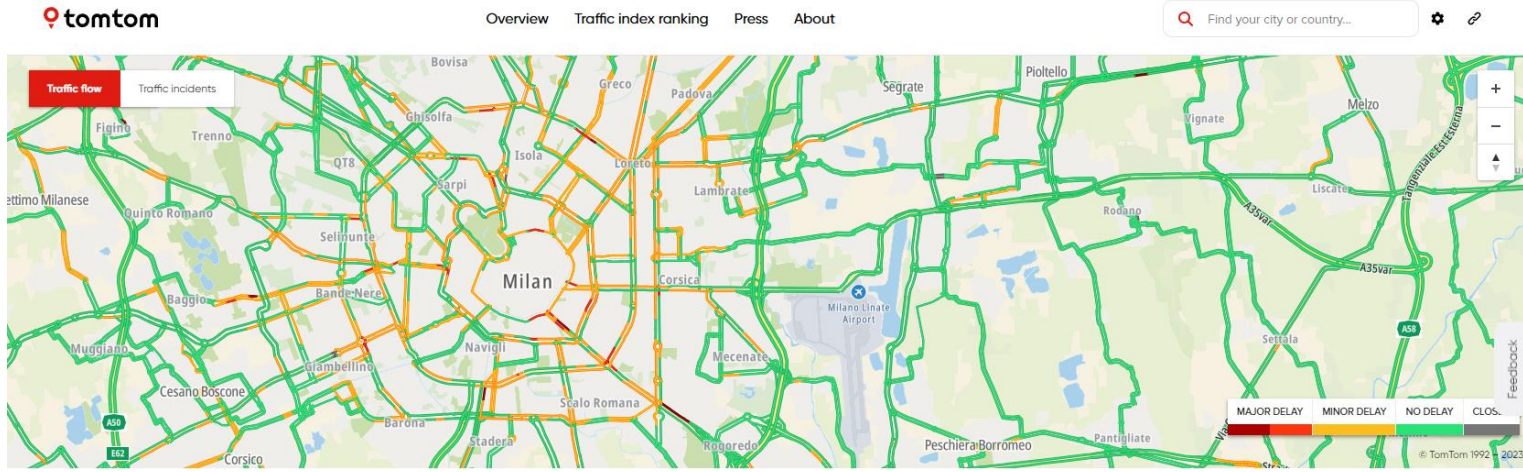 tomtom
Overview Traffic index ranking Press About
Find your city or country...
Traffic flow Traffic incidents
Bovisa
Greco
Padova
Segrate
Pioltello
Melzo
Figino
Trenno
Ghisolfa
Vignate
QT8
Isola
Loreto
Tangenziale Est Esterna
Sarpi
Lambrate
Liscate
ettimo Milanese
Quinto Romano
Rodano
A35var
Selinunte
Milan
Corsica
A35var
Baggio
Bande Nere
Milano Linate
Airport
A58
Muggiano
Navigli
Mecenate
Settala
Giambellino
Cesano Boscone
Feedback
Scalo Romana
A50
Barona
MAJOR DELAY MINOR DELAY NO DELAY CLOS
Stadera
Rogoredo
Peschiera Borromeo
Pantigliate
E62
Corsico
© TomTom 1992 – 2023